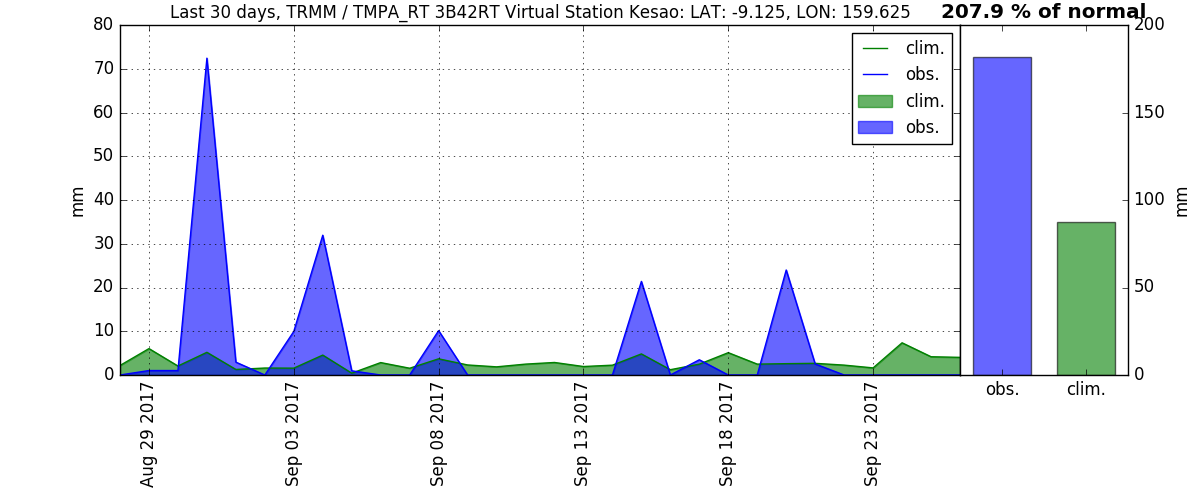 Last 30 days, TRMM / TMPA_RT 3B42RT Virtual Station Kesao: LAT: -9.125, LON: 159.625
207.9 % of normal
80
70
60
50
40
30
20
10
0
mm
clim.
obs.
clim.
obs.
200
150
100
50
0
mm
Aug 29 2017
Sep 03 2017
Sep 08 2017
Sep 13 2017
Sep 18 2017
Sep 23 2017
obs.
clim.